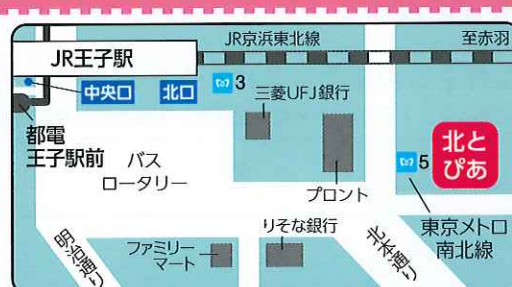 JR京浜東北線
至赤羽
JR王子駅
中央口
北口
3
三菱UFJ銀行
都電
王子駅前
バス
ロータリー
プロント
5
北と
ぴあ
東京メトロ
南北線
りそな銀行
ファミリー
マート
明治通り
北本通り